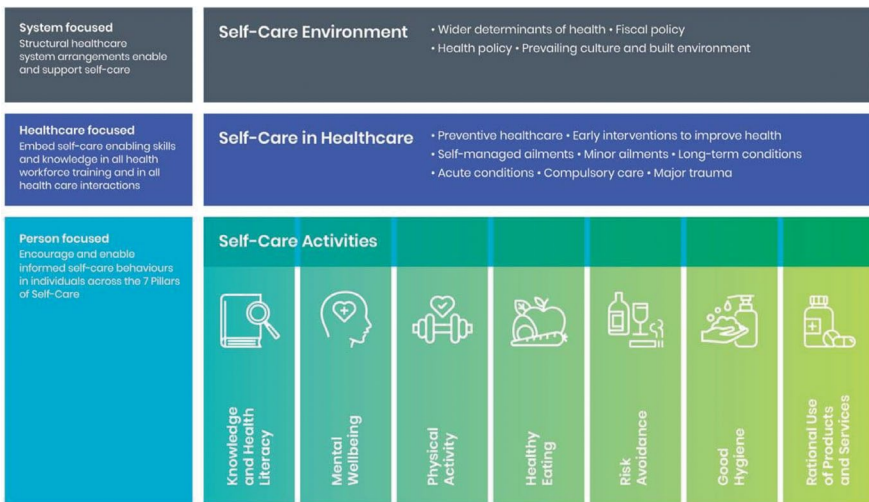 System focused
Structural healthcare
system arrangements enable
and support self-care
Self-Care Environment
• Wider determinants of health • Fiscal policy
• Health policy • Prevailing culture and built environment
Healthcare focused
Embed self-care enabling skills
and knowledge in all health
workforce training and in all
health care interactions
Self-Care in Healthcare
• Preventive healthcare • Early interventions to improve health
• Self-managed ailments • Minor ailments • Long-term conditions
• Acute conditions • Compulsory care • Major trauma
Person focused
Encourage and enable
informed self-care behaviours
in individuals across the 7 Pillars
of Self-Care
Self-Care Activities
Knowledge
and Health
Literacy
Mental
Wellbeing
Physical
Activity
Healthy
Eating
Risk
Avoidance
Good
Hygiene
Rational Use
of Products
and Services